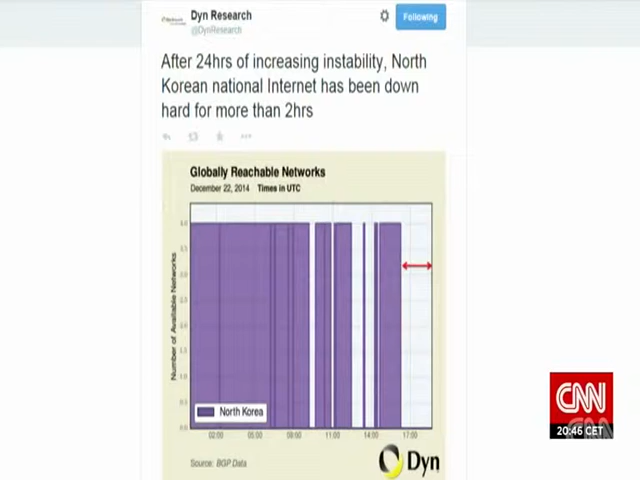 Dyn Research
@DynResearch
Following
After 24hrs of increasing instability, North
Korean national Internet has been down
hard for more than 2hrs
Globally Reachable Networks
December 22, 2014 Times in UTC
Number of Available Networks
North Korea
02:00 05:00 08:00 11:00 14:00 17:00
Source: BGP Data
Dyn
CNN
20:46 CET